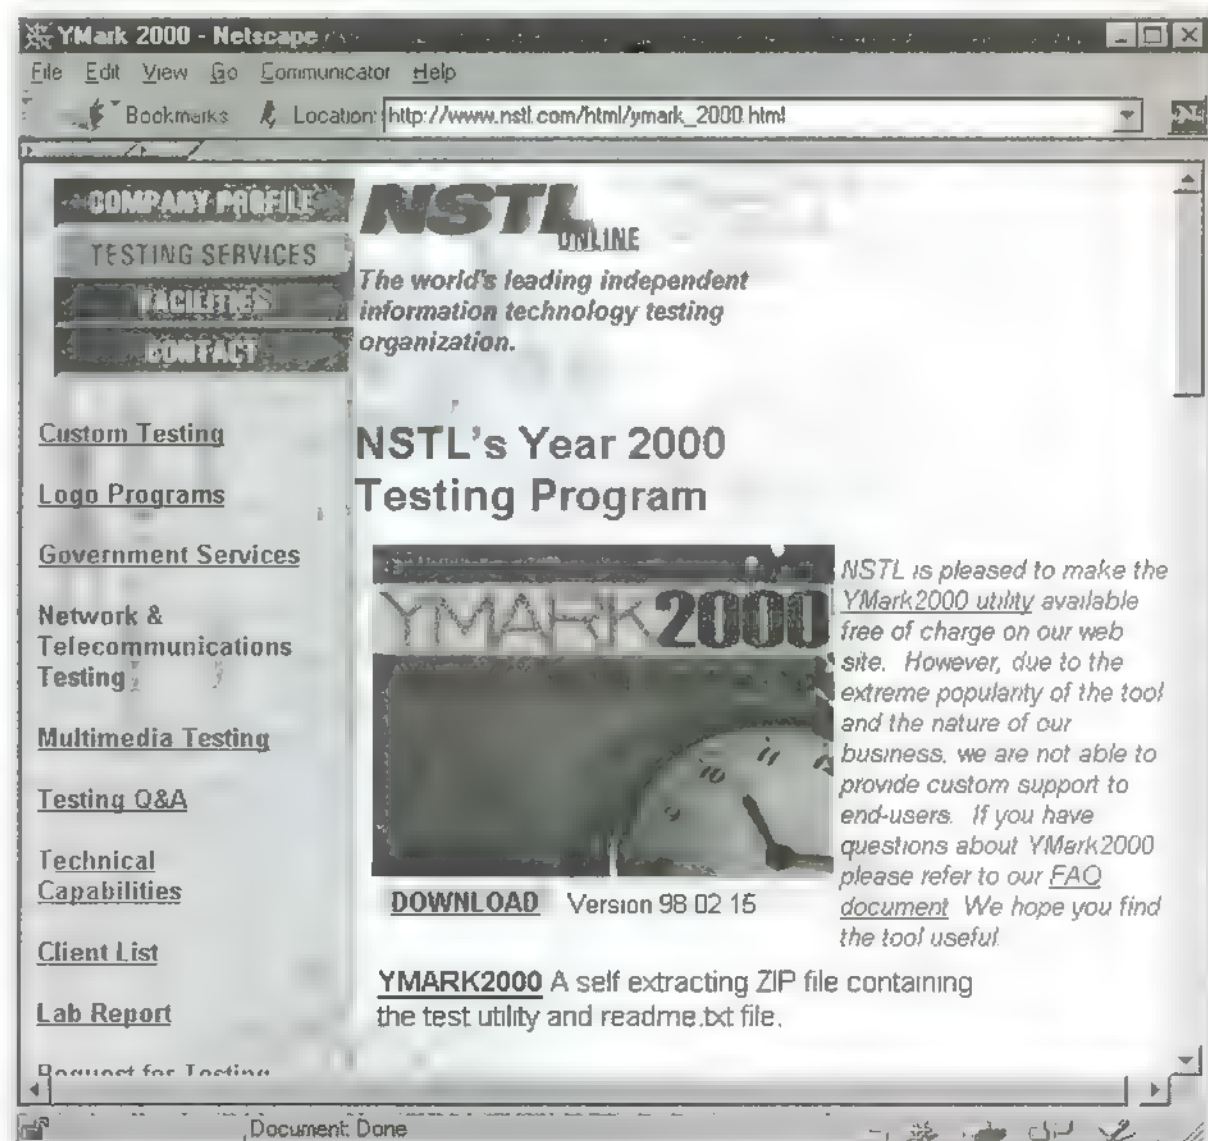 YMark 2000 - Netscape
File Edit View Go Communicator Help
Bookmarks Location: http://www.nstl.com/html/ymark_2000.html
N
COMPANY PROFILE
TESTING SERVICES
FACILITIES
CONTACT
Custom Testing
Logo Programs
Government Services
Network &
Telecommunications
Testing
Multimedia Testing
Testing Q&A
Technical
Capabilities
Client List
Lab Report
Request for Testing
NSTL
ONLINE
The world's leading independent
information technology testing
organization.
NSTL's Year 2000
Testing Program
YMARK2000
9 10 11 12
DOWNLOAD Version 98 02 15
NSTL is pleased to make the
YMark2000 utility available
free of charge on our web
site. However, due to the
extreme popularity of the tool
and the nature of our
business, we are not able to
provide custom support to
end-users. If you have
questions about YMark2000
please refer to our FAQ
document We hope you find
the tool useful
YMARK2000 A self extracting ZIP file containing
the test utility and readme.txt file.
Document: Done